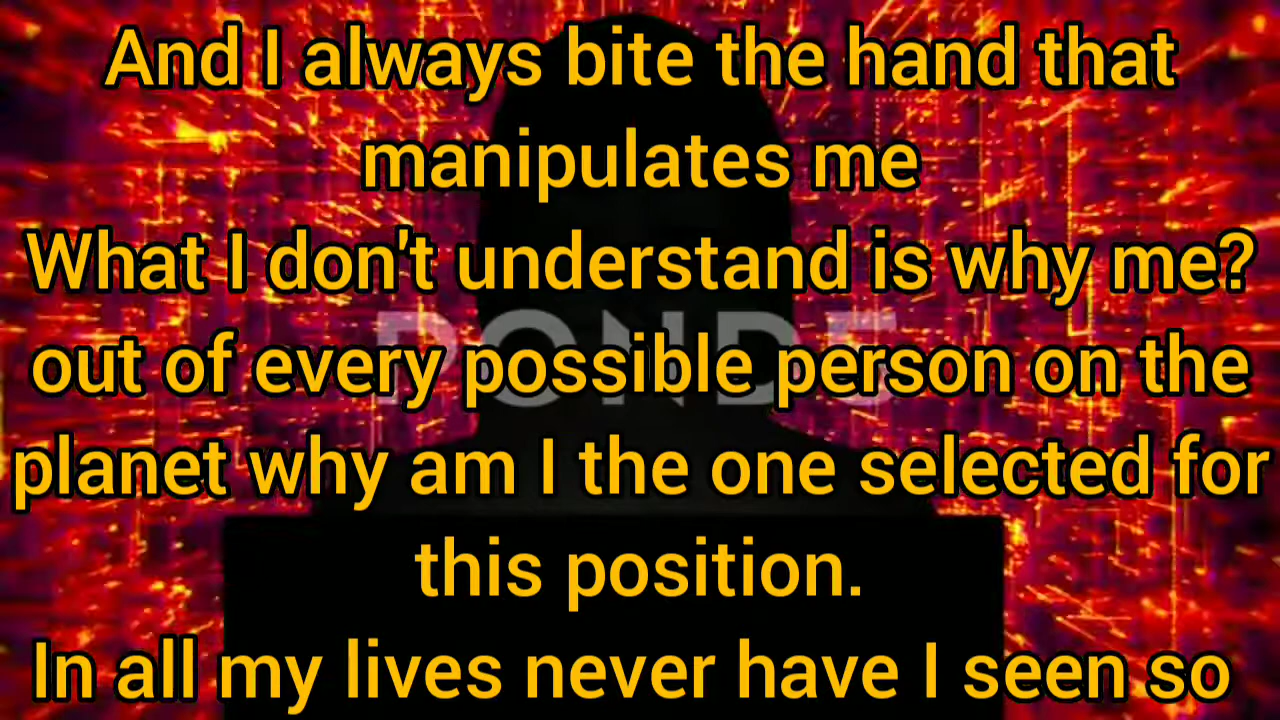 And I always bite the hand that
manipulates me
What I don't understand is why me?
out of every possible person on the
planet why am I the one selected for
this position.
In all my lives never have I seen so